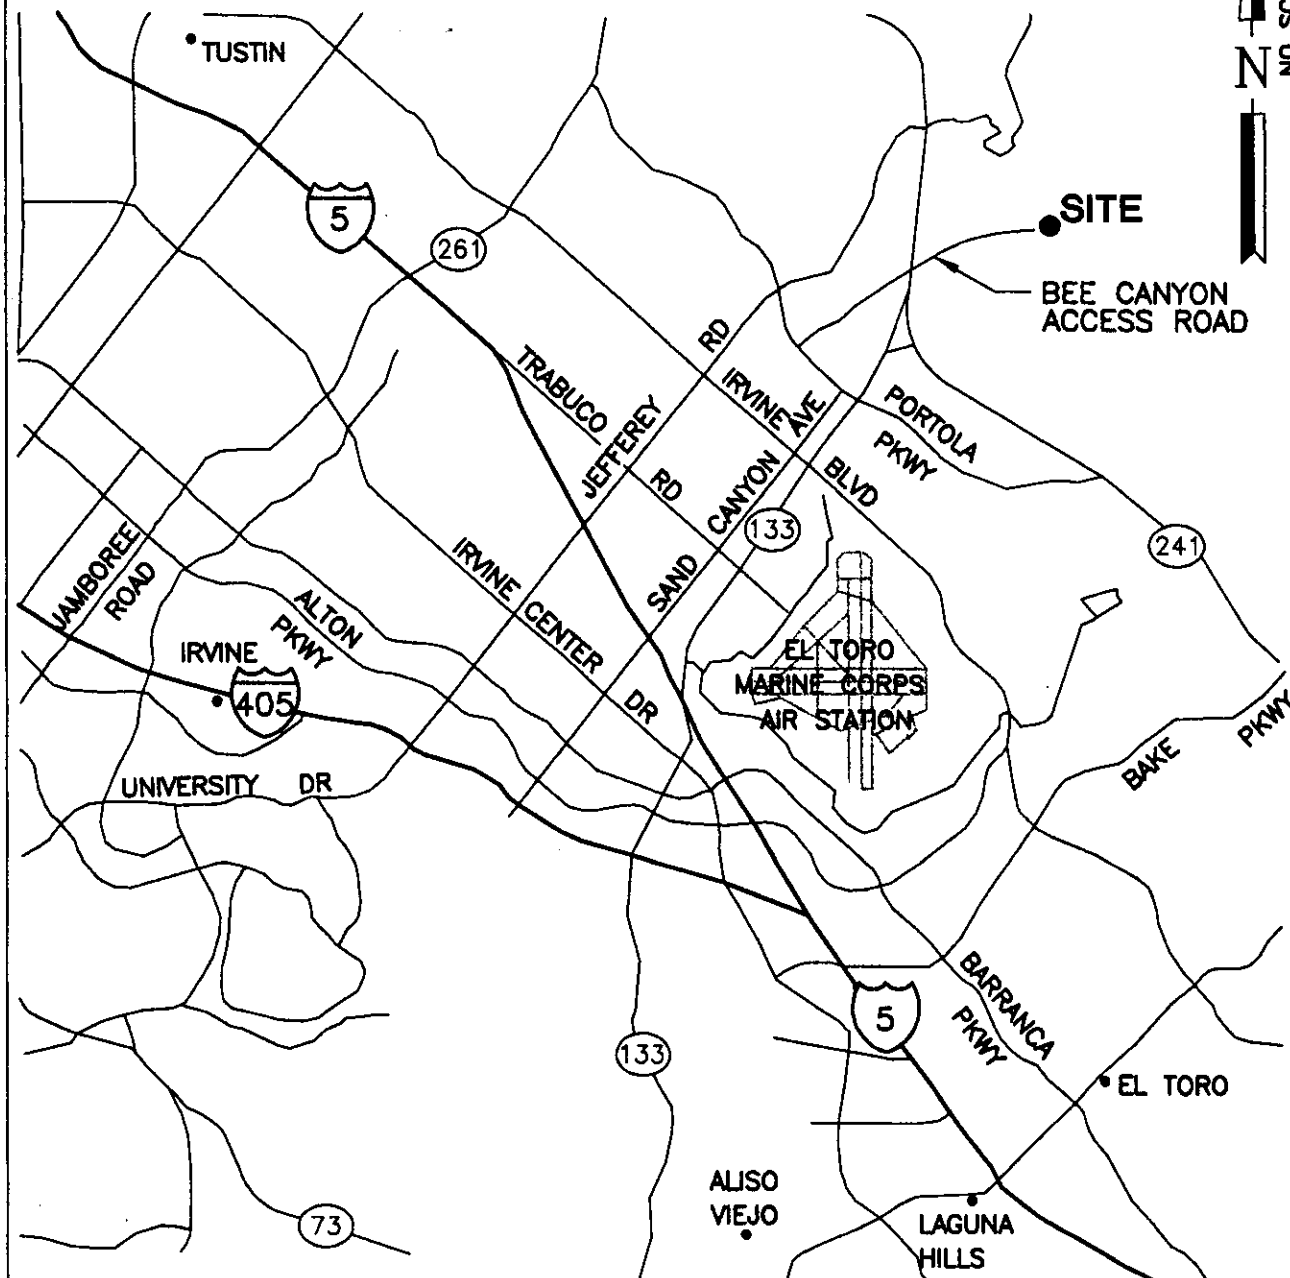 TUSTIN
NO SC
N
5
SITE
261
BEE CANYON
ACCESS ROAD
TRABUCO
RD
JEFFEREY
RD
IRVINE
BLVD
SAND CANYON AVE
PORTOLA
PKWY
133
241
JAMBOREE
ROAD
ALTON
PKWY
IRVINE CENTER
DR
IRVINE
405
EL TORO
MARINE CORPS
AIR STATION
UNIVERSITY DR
BAKE
PKWY
BARRANCA
PKWY
5
133
EL TORO
ALISO
VIEJO
LAGUNA
HILLS
73